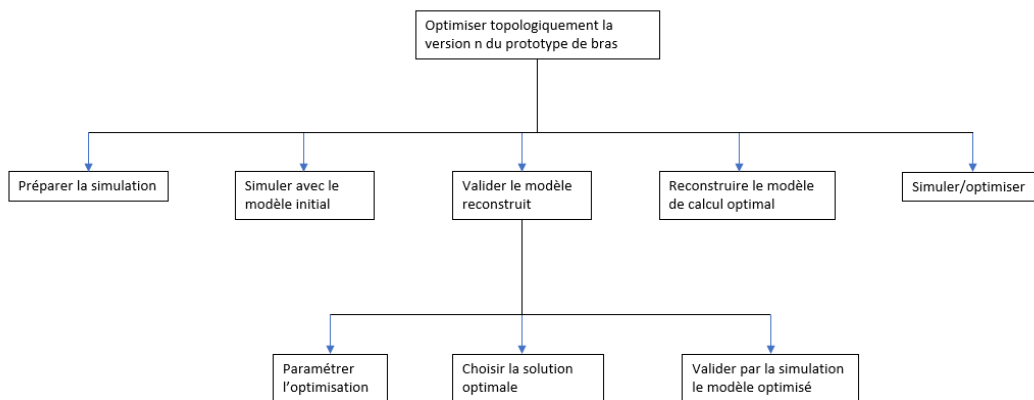 Optimiser topologiquement la
version n du prototype de bras
Préparer la simulation
Simuler avec le
modèle initial
Valider le modèle
reconstruit
Reconstruire le modèle
de calcul optimal
Simuler/optimiser
Paramétrer
l'optimisation
Choisir la solution
optimale
Valider par la simulation
le modèle optimisé